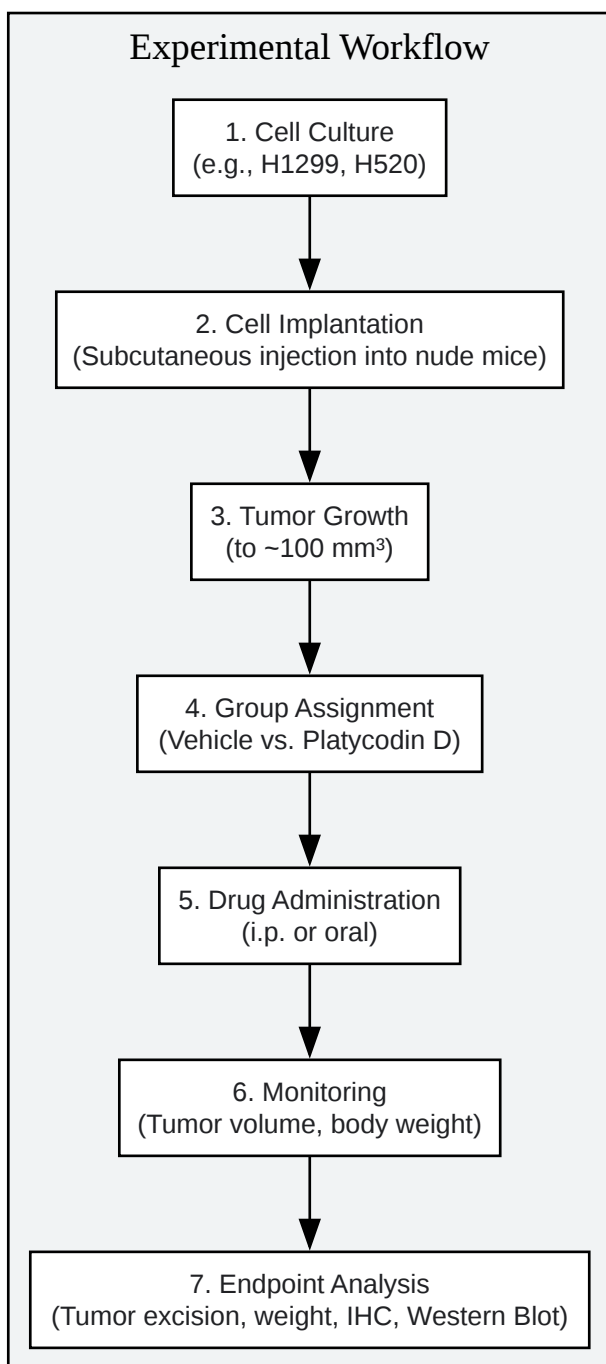 Experimental Workflow
1. Cell Culture
(e.g., H1299, H520)
2. Cell Implantation
(Subcutaneous injection into nude mice)
3. Tumor Growth
(to ~100 mm³)
4. Group Assignment
(Vehicle vs. Platycodin D)
5. Drug Administration
(i.p. or oral)
6. Monitoring
(Tumor volume, body weight)
7. Endpoint Analysis
(Tumor excision, weight, IHC, Western Blot)